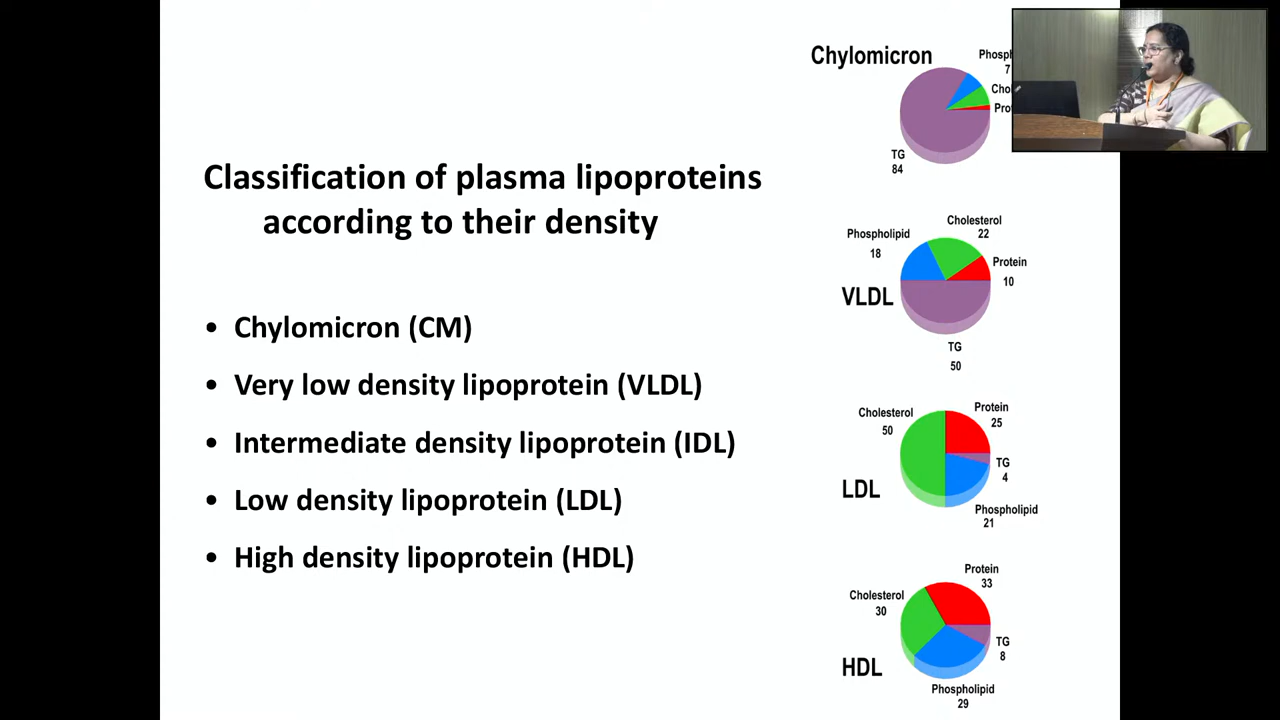 Classification of plasma lipoproteins
according to their density
• Chylomicron (CM)
• Very low density lipoprotein (VLDL)
• Intermediate density lipoprotein (IDL)
• Low density lipoprotein (LDL)
• High density lipoprotein (HDL)
Chylomicron
7
TG
84
Cholesterol
22
Phospholipid
18
Protein
10
VLDL
TG
50
Cholesterol
50
Protein
25
TG
4
LDL
Phospholipid
21
Protein
33
Cholesterol
30
TG
8
HDL
Phospholipid
29